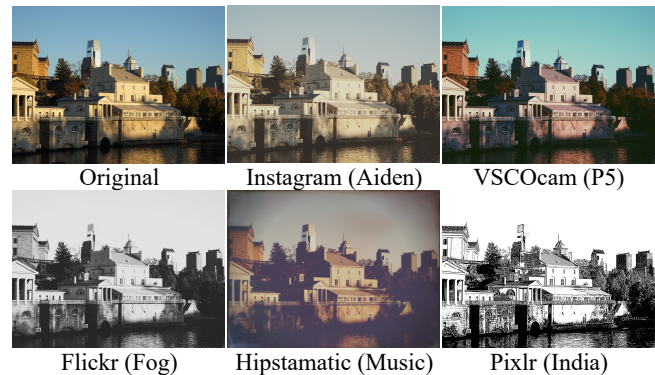 Original
Instagram (Aiden)
VSCOcam (P5)
Flickr (Fog)
Hipstamatic (Music)
Pixlr (India)